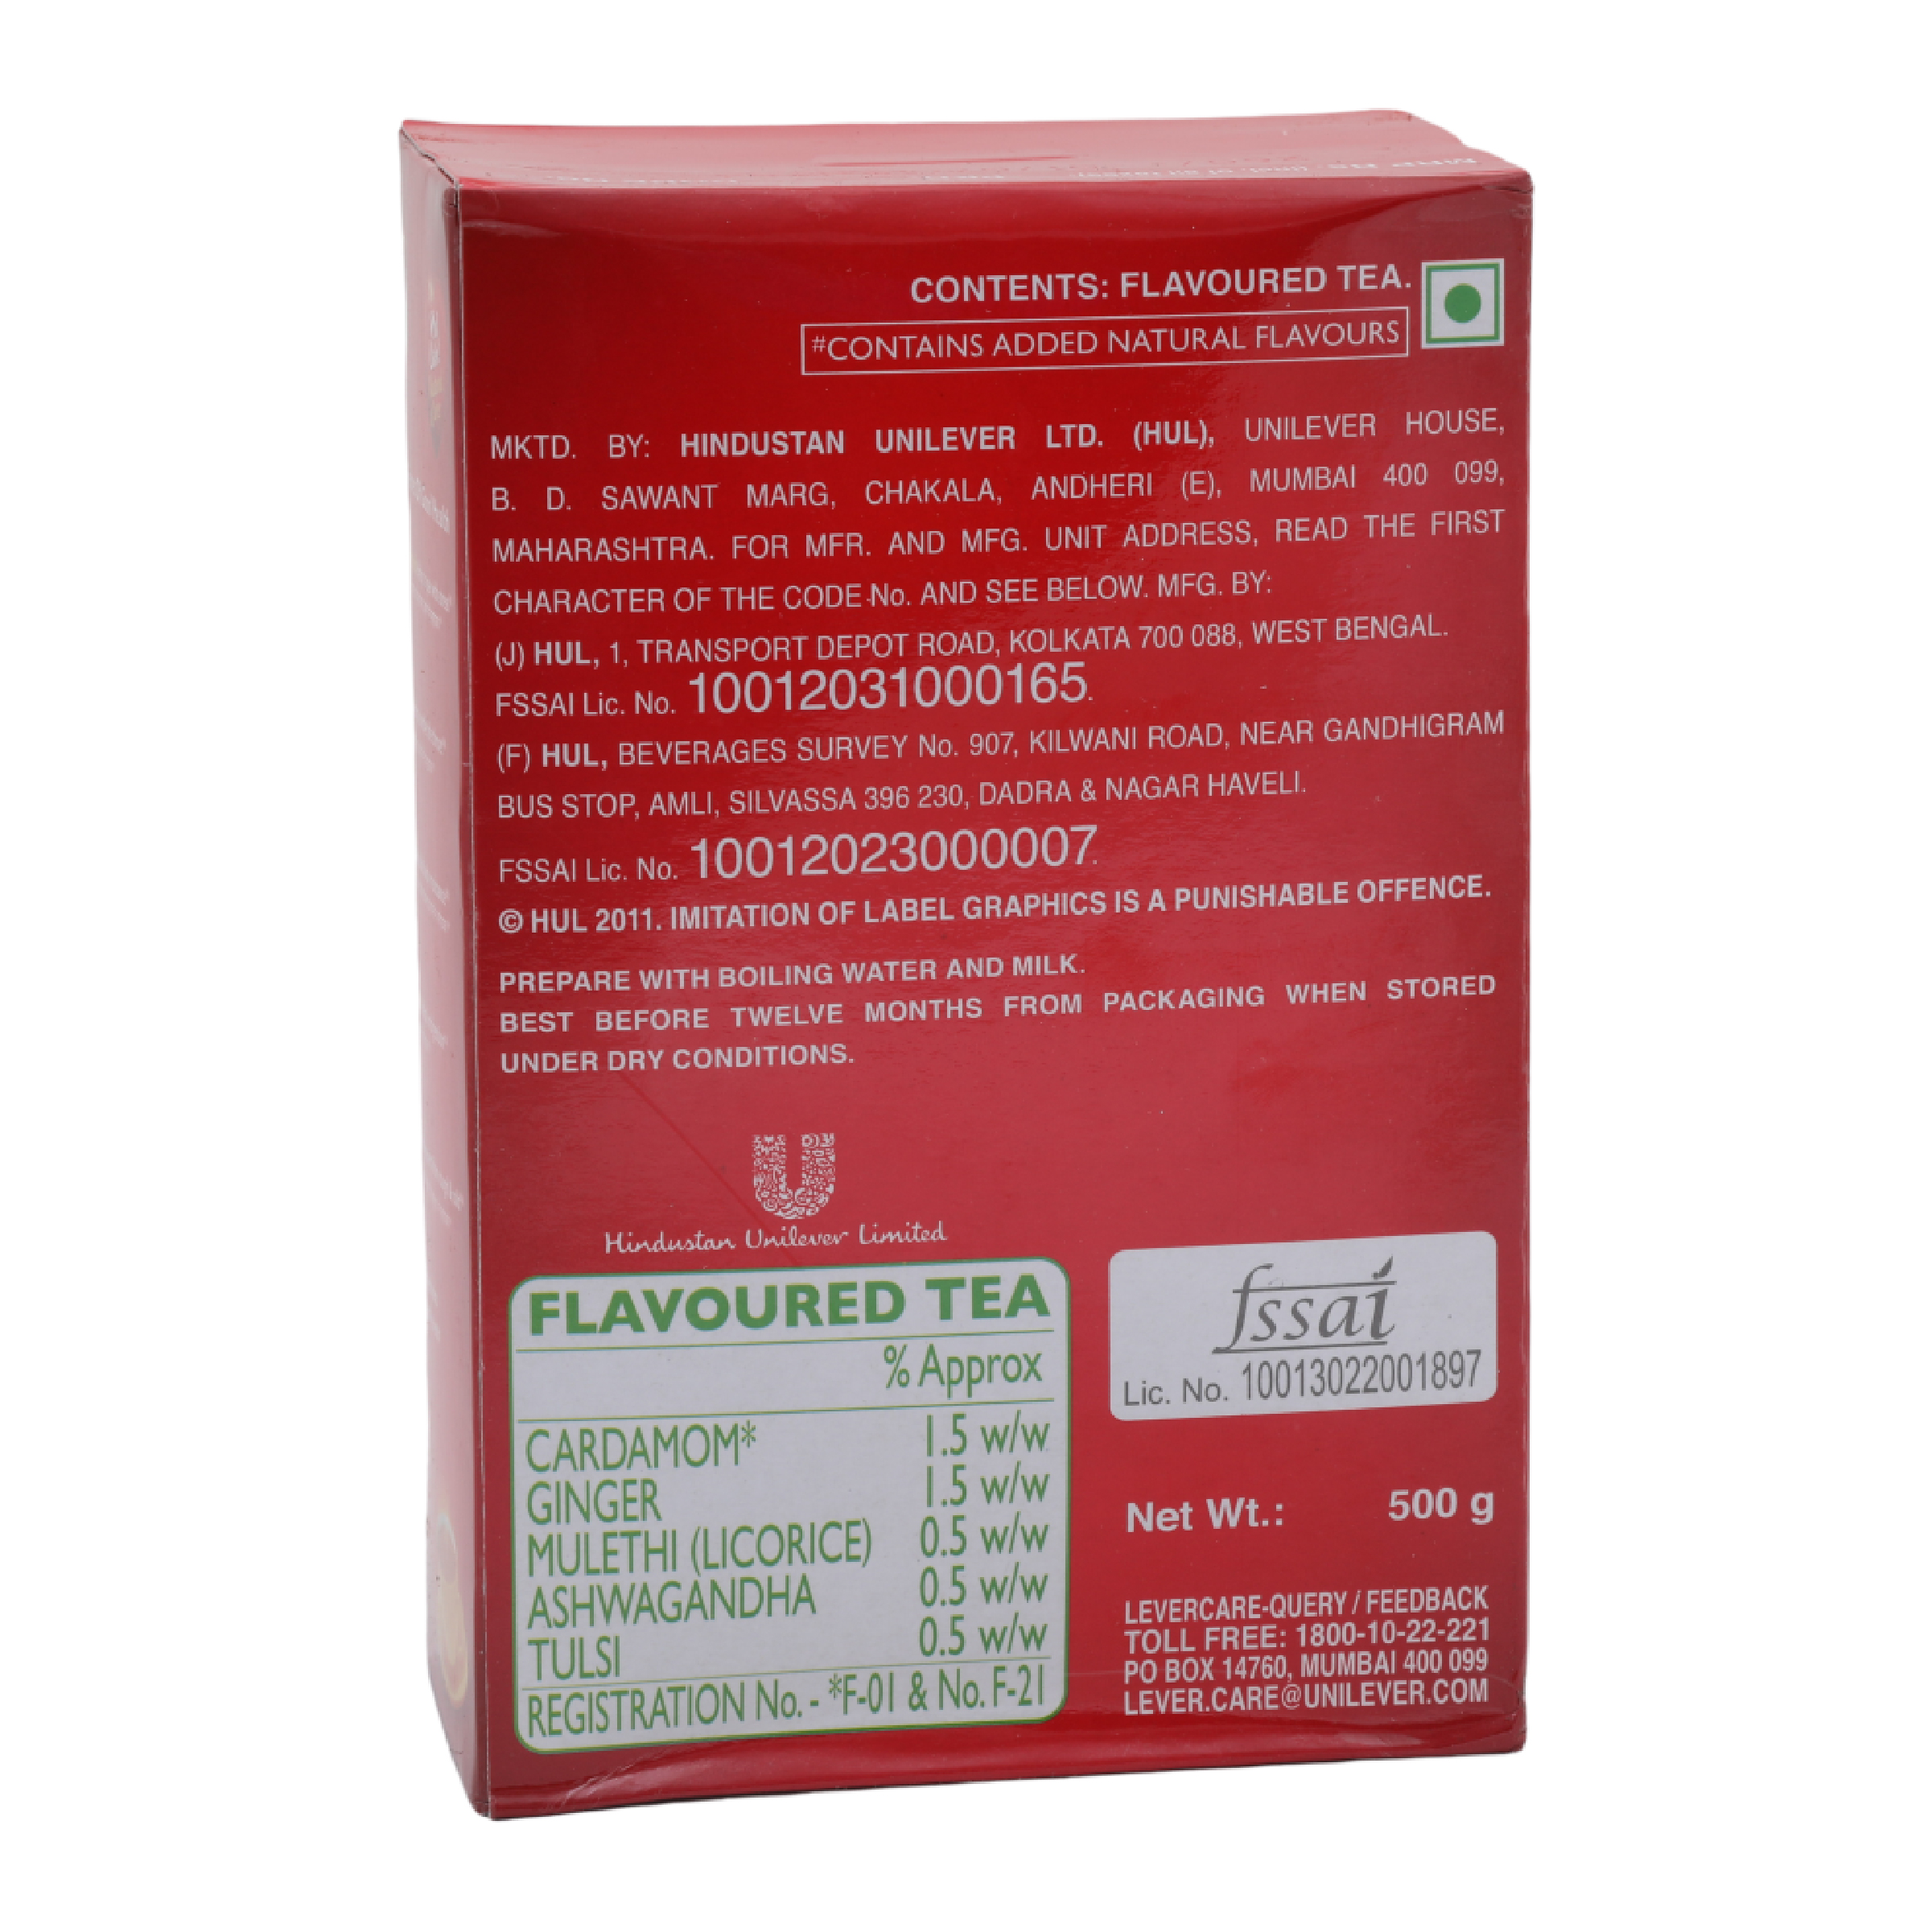 CONTENTS: FLAVOURED TEA.
#CONTAINS ADDED NATURAL FLAVOURS
MKTD. BY: HINDUSTAN UNILEVER LTD. (HUL), UNILEVER HOUSE,
B. D. SAWANT MARG, CHAKALA, ANDHERI (E), MUMBAI 400 099,
MAHARASHTRA. FOR MFR. AND MFG. UNIT ADDRESS, READ THE FIRST
CHARACTER OF THE CODE No. AND SEE BELOW. MFG. BY:
(J) HUL, 1, TRANSPORT DEPOT ROAD, KOLKATA 700 088, WEST BENGAL.
FSSAI Lic. No. 10012031000165.
(F) HUL, BEVERAGES SURVEY No. 907, KILWANI ROAD, NEAR GANDHIGRAM
BUS STOP, AMLI, SILVASSA 396 230, DADRA & NAGAR HAVELI.
FSSAI Lic. No. 10012023000007.
© HUL 2011. IMITATION OF LABEL GRAPHICS IS A PUNISHABLE OFFENCE.
PREPARE WITH BOILING WATER AND MILK.
BEST BEFORE TWELVE MONTHS FROM PACKAGING WHEN STORED
UNDER DRY CONDITIONS.
Hindustan Unilever Limited
FLAVOURED TEA
% Approx
CARDAMOM* 1.5 w/w
GINGER 1.5 w/w
MULETHI (LICORICE) 0.5 w/w
ASHWAGANDHA 0.5 w/w
TULSI 0.5 w/w
REGISTRATION No. - *F-01 & No. F-21
fssai
Lic. No. 10013022001897
Net Wt.: 500 g
LEVERCARE-QUERY / FEEDBACK
TOLL FREE: 1800-10-22-221
PO BOX 14760, MUMBAI 400 099
LEVER.CARE@UNILEVER.COM